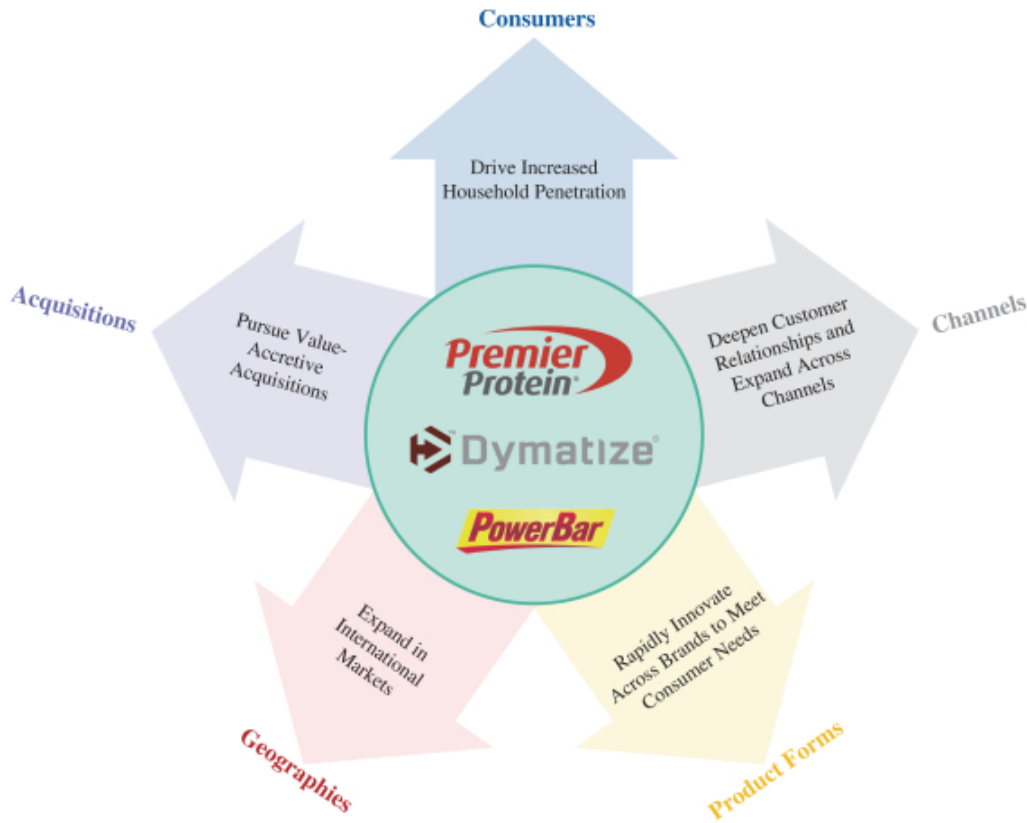 Consumers
Drive Increased
Household Penetration
Acquisitions
Pursue Value-
Accretive
Acquisitions
Deepen Customer
Relationships and
Expand Across
Channels
Channels
Premier
Protein®
Dymatize®
PowerBar
Expand in
International
Markets
Geographies
Rapidly Innovate
Across Brands to Meet
Consumer Needs
Product Forms